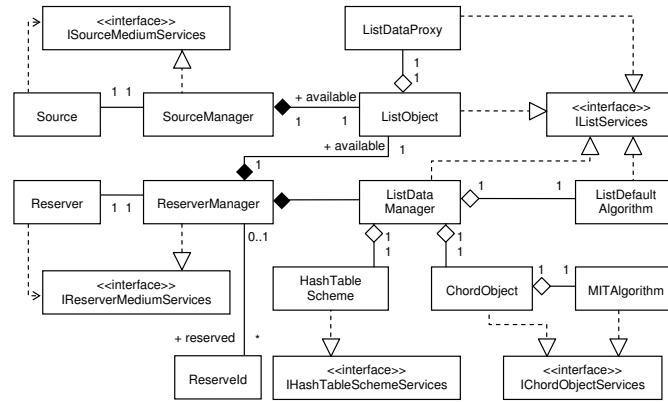 <<interface>>
ISourceMediumServices
ListDataProxy
1
1
1 1
+ available
1
1
<<interface>>
IListServices
Source
SourceManager
ListObject
+ available
1
1
Reserver
1 1
ReserverManager
ListData
Manager
1
1
ListDefault
Algorithm
0..1
1
1
1
1
<<interface>>
IReserverMediumServices
HashTable
Scheme
ChordObject
1
1
MITAlgorithm
+ reserved
*
ReserveId
<<interface>>
IHashTableSchemeServices
<<interface>>
IChordObjectServices